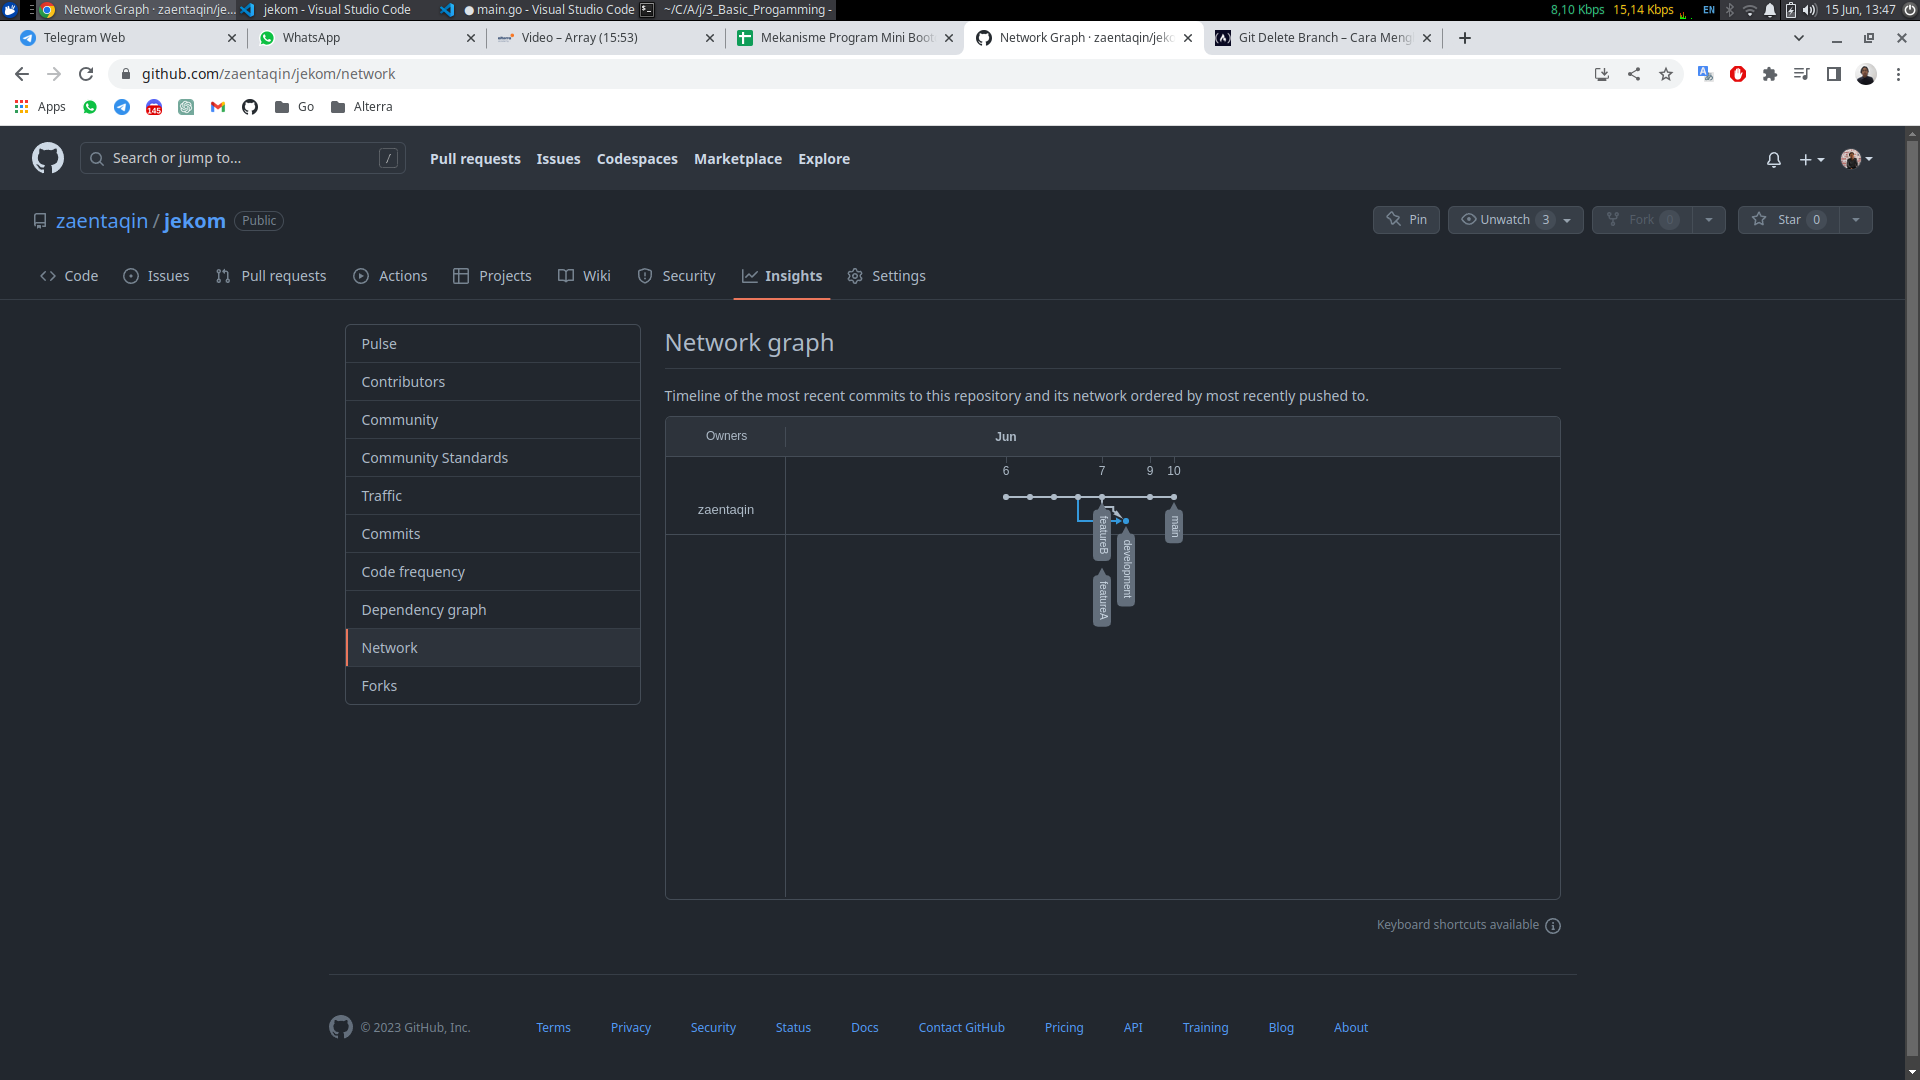 Network Graph · zaentaqin/je...
jekom - Visual Studio Code
● main.go - Visual Studio Code
~/C/A/j/3_Basic_Progamming -
8,10 Kbps
15,14 Kbps
EN
15 Jun, 13:47
Telegram Web
WhatsApp
Video – Array (15:53)
Mekanisme Program Mini Boot
Network Graph · zaentaqin/jeko
Git Delete Branch – Cara Meng
github.com/zaentaqin/jekom/network
Apps
145
Go
Alterra
Search or jump to...
/
Pull requests
Issues
Codespaces
Marketplace
Explore
zaentaqin / jekom
Public
Pin
Unwatch 3
Fork 0
Star 0
Code
Issues
Pull requests
Actions
Projects
Wiki
Security
Insights
Settings
Pulse
Contributors
Community
Community Standards
Traffic
Commits
Code frequency
Dependency graph
Network
Forks
Network graph
Timeline of the most recent commits to this repository and its network ordered by most recently pushed to.
Owners
Jun
6
7
9
10
zaentaqin
featureB
featureA
development
main
Keyboard shortcuts available
© 2023 GitHub, Inc.
Terms
Privacy
Security
Status
Docs
Contact GitHub
Pricing
API
Training
Blog
About